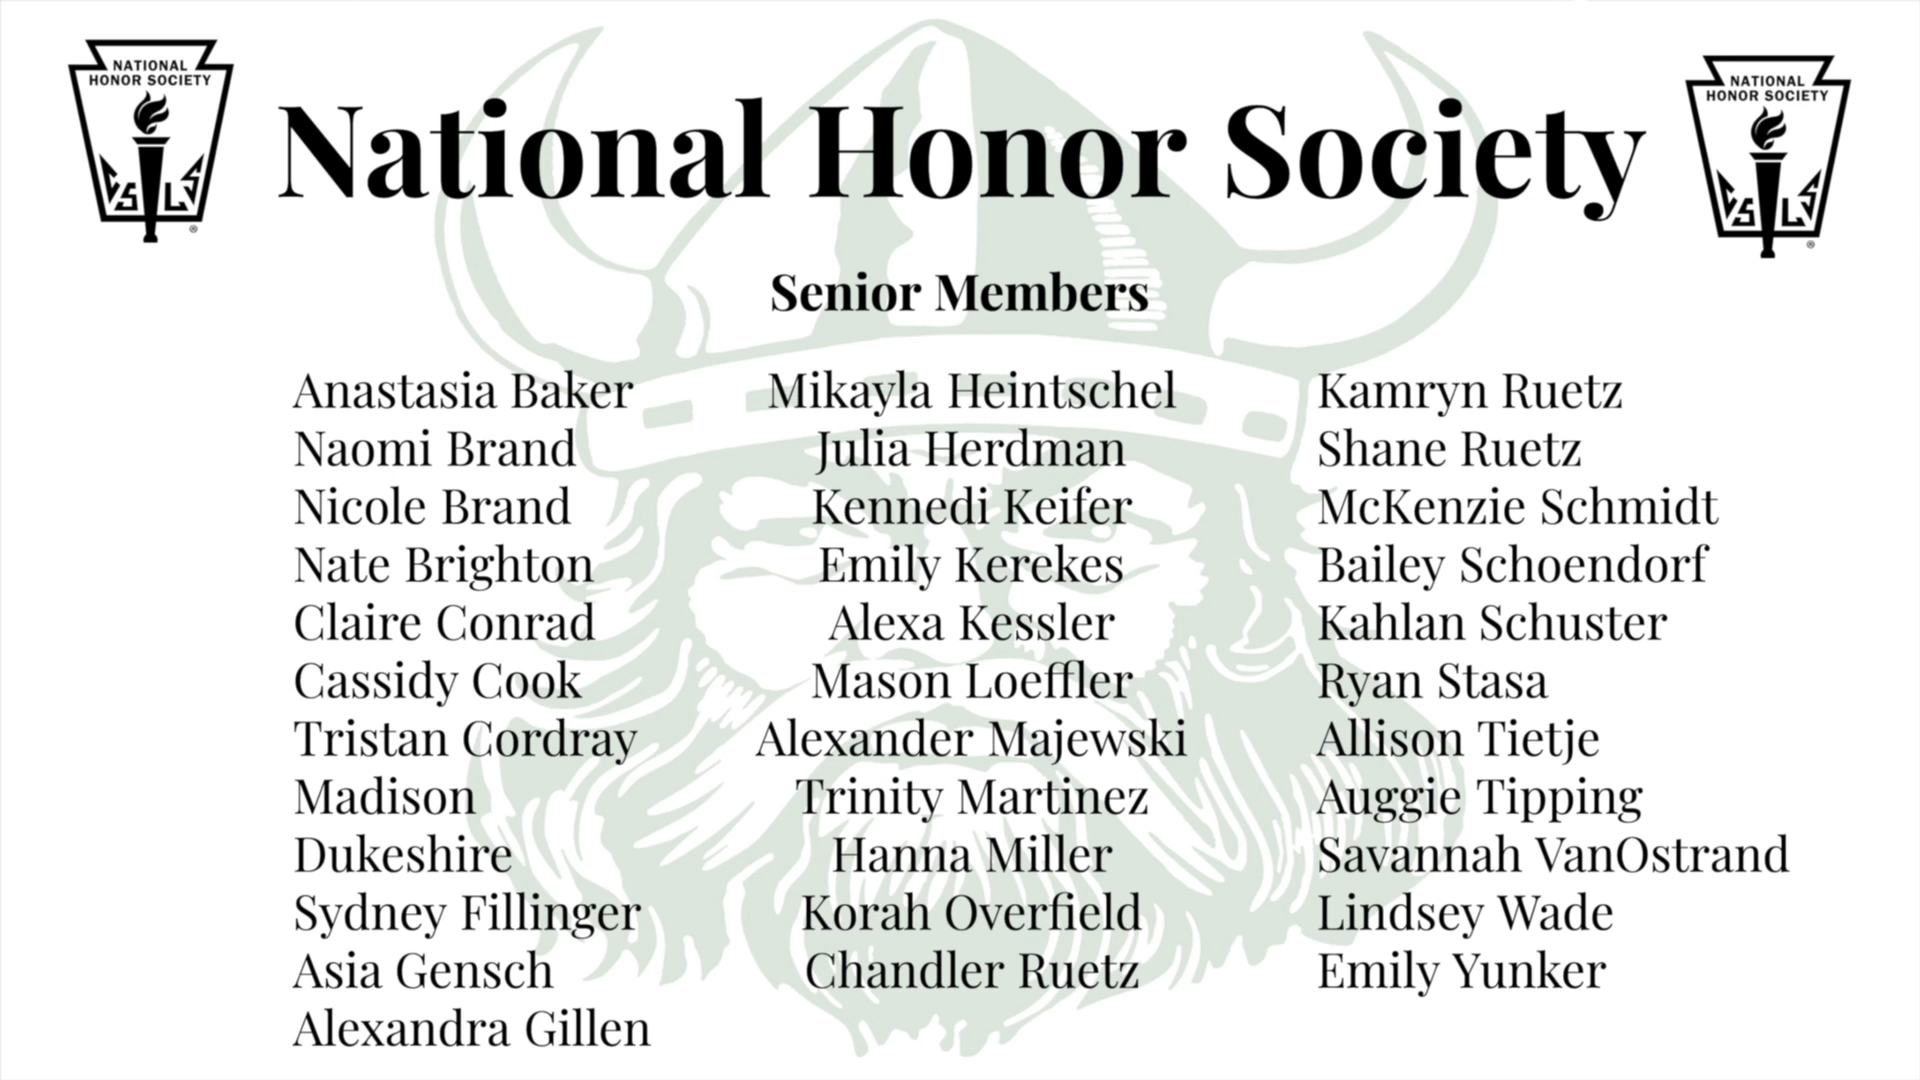 NATIONAL
HONOR SOCIETY
National Honor Society
NATIONAL
HONOR SOCIETY
Senior Members
Anastasia Baker
Naomi Brand
Nicole Brand
Nate Brighton
Claire Conrad
Cassidy Cook
Tristan Cordray
Madison
Dukeshire
Sydney Fillinger
Asia Gensch
Alexandra Gillen
Mikayla Heintschel
Julia Herdman
Kennedi Keifer
Emily Kerekes
Alexa Kessler
Mason Loeffler
Alexander Majewski
Trinity Martinez
Hanna Miller
Korah Overfield
Chandler Ruetz
Kamryn Ruetz
Shane Ruetz
McKenzie Schmidt
Bailey Schoendorf
Kahlan Schuster
Ryan Stasa
Allison Tietje
Auggie Tipping
Savannah VanOstrand
Lindsey Wade
Emily Yunker